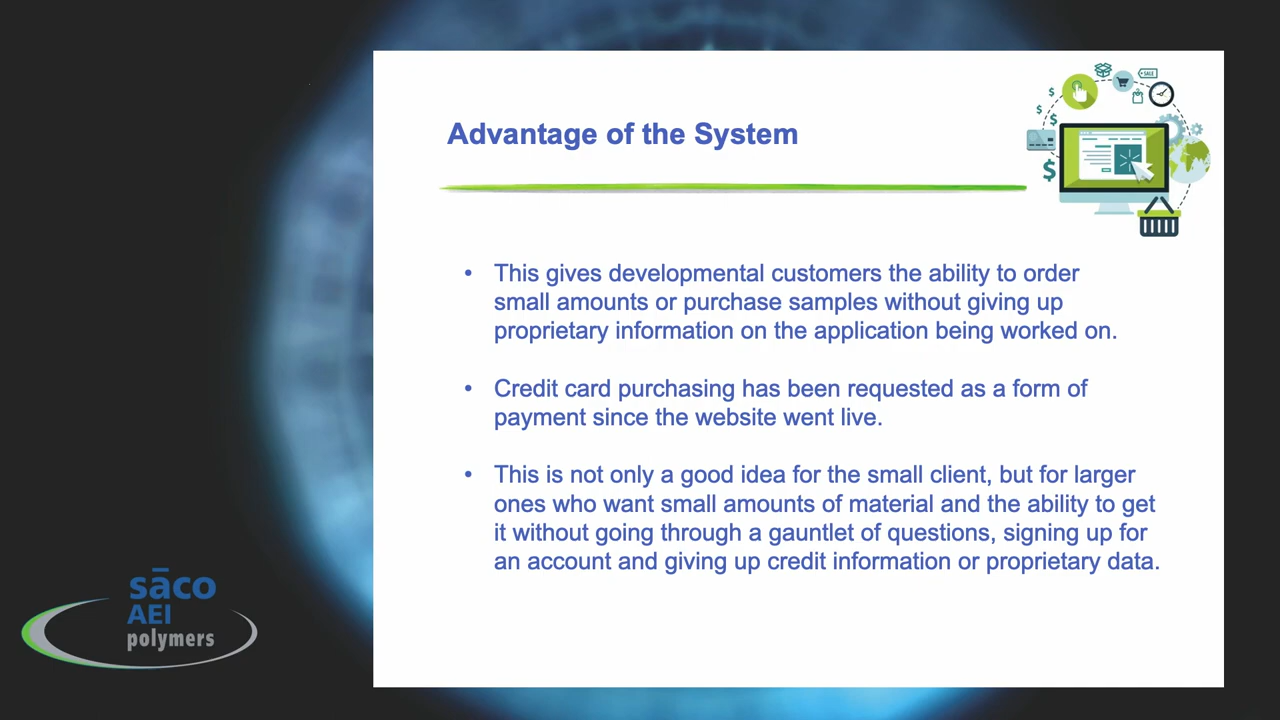 Advantage of the System
SALE
$
$
$
$
• This gives developmental customers the ability to order
small amounts or purchase samples without giving up
proprietary information on the application being worked on.
• Credit card purchasing has been requested as a form of
payment since the website went live.
• This is not only a good idea for the small client, but for larger
ones who want small amounts of material and the ability to get
it without going through a gauntlet of questions, signing up for
an account and giving up credit information or proprietary data.
sāco
AEI
polymers